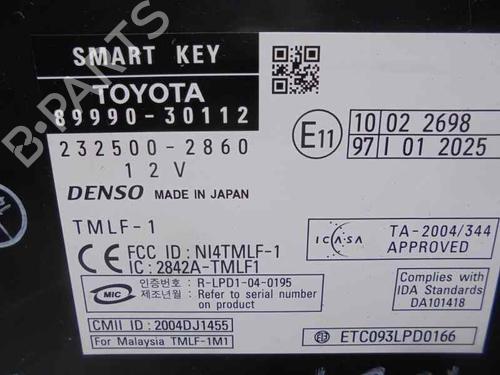 SMART KEY
TOYOTA
89990-30112
232500-2860
12V
DENSO MADE IN JAPAN
E11
10 02 2698
97 I 01 2025
TMLF-1
FCC ID : NI4TMLF-1
IC : 2842A-TMLF1
ICASA
TA-2004/344
APPROVED
MIC
인증번호 : R-LPD1-04-0195
제조년월 : Refer to serial number
on product
Complies with
IDA Standards
DA101418
CMII ID : 2004DJ1455
For Malaysia TMLF-1M1
ETC093LPD0166